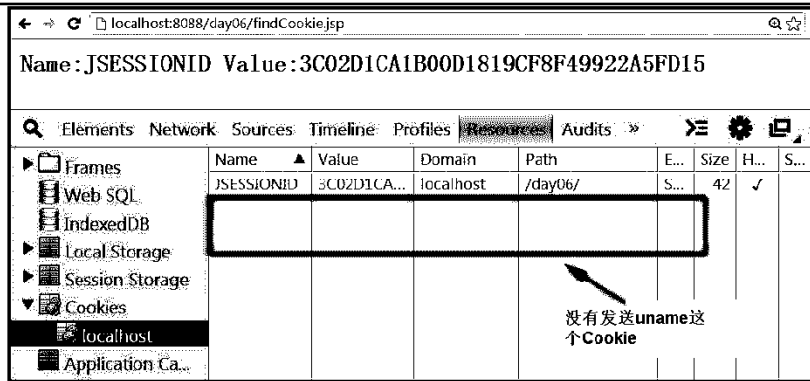 localhost:8088/day06/findCookie.jsp
Name:JSESSIONID Value:3C02D1CA1B00D1819CF8F49922A5FD15
Elements Network Sources Timeline Profiles Resources Audits »
Name ▲ Value Domain Path E... Size H... S...
JSESSIONID 3C02D1CA... localhost /day06/ S... 42 ✓
Frames
Web SQL
IndexedDB
Local Storage
Session Storage
Cookies
localhost
Application Ca...
没有发送uname这
个Cookie